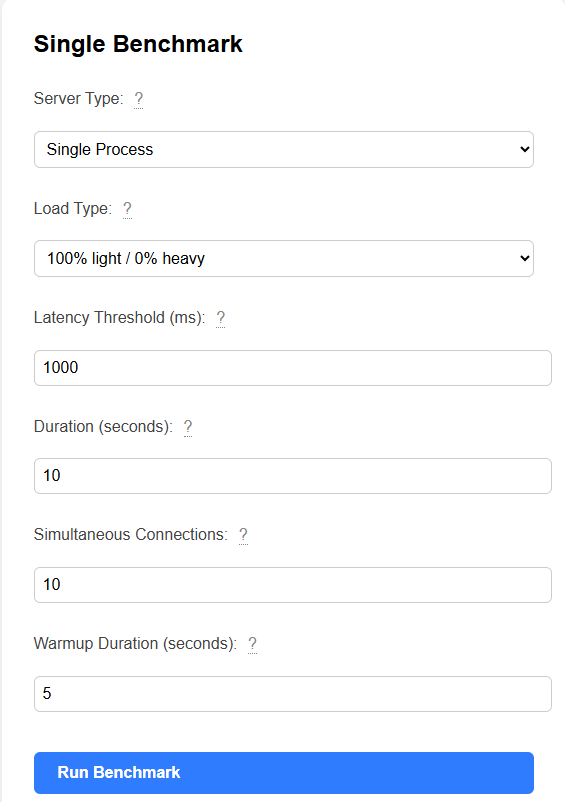 Single Benchmark
Server Type: ?
Single Process
Load Type: ?
100% light / 0% heavy
Latency Threshold (ms): ?
1000
Duration (seconds): ?
10
Simultaneous Connections: ?
10
Warmup Duration (seconds): ?
5
Run Benchmark